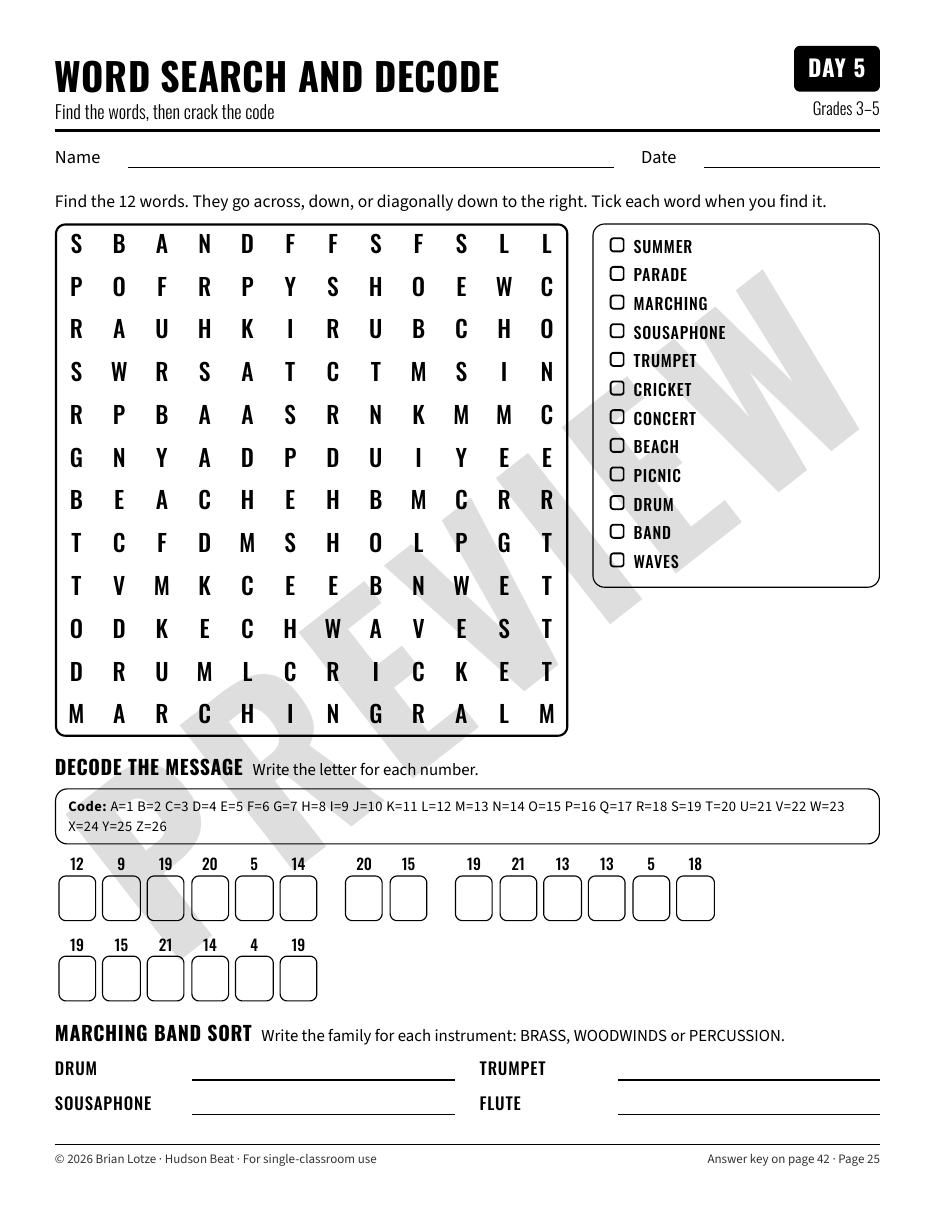 WORD SEARCH AND DECODE
DAY 5
Find the words, then crack the code
Grades 3–5
Name
Date
Find the 12 words. They go across, down, or diagonally down to the right. Tick each word when you find it.
S B A N D F F S F S L L
P O F R P Y S H O E W C
R A U H K I R U B C H O
S W R S A T C T M S I N
R P B A A S R N K M M C
G N Y A D P D U I Y E E
B E A C H E H B M C R R
T C F D M S H O L P G T
T V M K C E E B N W E T
O D K E C H W A V E S T
D R U M L C R I C K E T
M A R C H I N G R A L M
SUMMER
PARADE
MARCHING
SOUSAPHONE
TRUMPET
CRICKET
CONCERT
BEACH
PICNIC
DRUM
BAND
WAVES
PREVIEW
DECODE THE MESSAGE Write the letter for each number.
Code: A=1 B=2 C=3 D=4 E=5 F=6 G=7 H=8 I=9 J=10 K=11 L=12 M=13 N=14 O=15 P=16 Q=17 R=18 S=19 T=20 U=21 V=22 W=23
X=24 Y=25 Z=26
12 9 19 20 5 14 20 15 19 21 13 13 5 18
19 15 21 14 4 19
MARCHING BAND SORT Write the family for each instrument: BRASS, WOODWINDS or PERCUSSION.
DRUM TRUMPET
SOUSAPHONE FLUTE
© 2026 Brian Lotze · Hudson Beat · For single-classroom use
Answer key on page 42 · Page 25